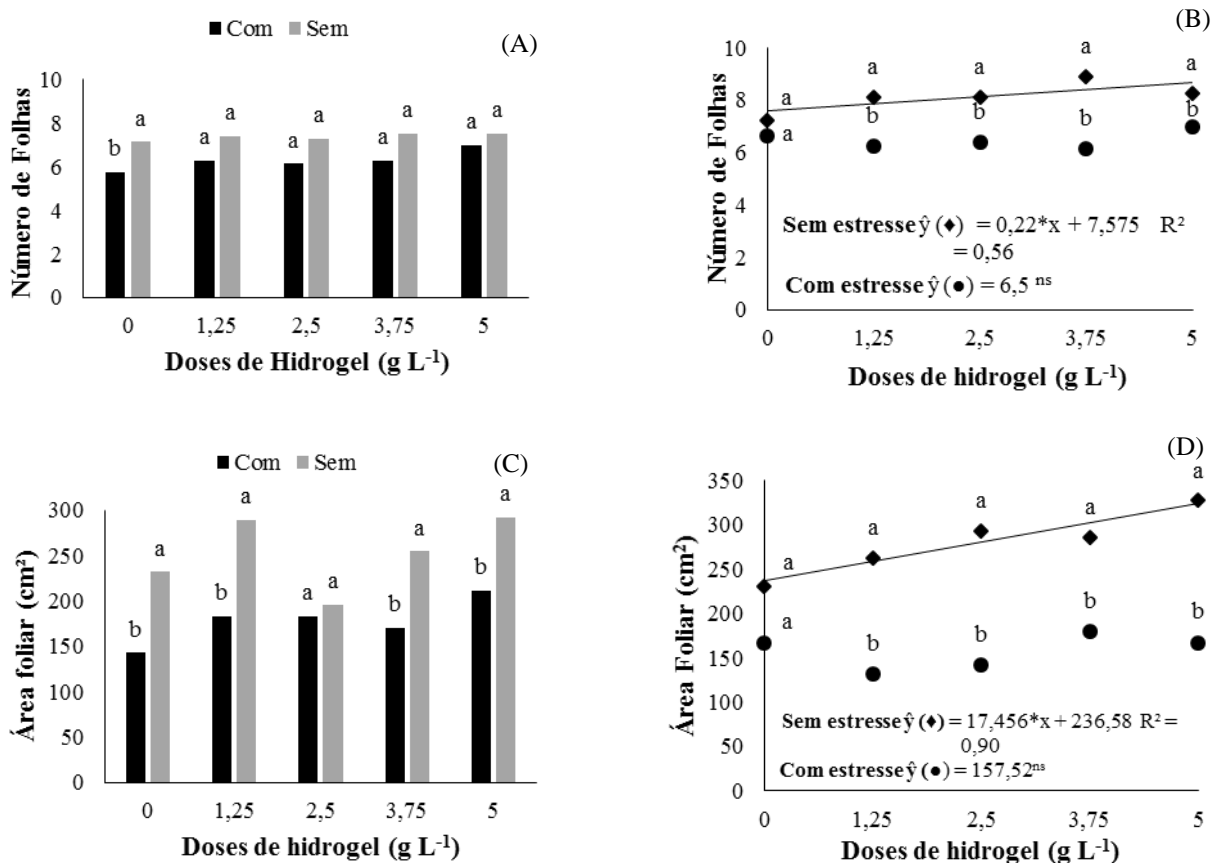 ■ Com ■ Sem
(A)
Número de Folhas
10
8
6
4
2
0
b a a a a a a a a a
0 1,25 2,5 3,75 5
Doses de Hidrogel (g L⁻¹)
(B)
Número de Folhas
10
8
6
4
2
0
a a a a a
a b b b b
Sem estresse ŷ (♦) = 0,22*x + 7,575 R²
= 0,56
Com estresse ŷ (●) = 6,5 ns
0 1,25 2,5 3,75 5
Doses de hidrogel (g L⁻¹)
■ Com ■ Sem
(C)
Área foliar (cm²)
300
250
200
150
100
50
0
b a b a a a b a b a
0 1,25 2,5 3,75 5
Doses de hidrogel (g L⁻¹)
(D)
Área Foliar (cm²)
350
300
250
200
150
100
50
0
a a a a a
a b b b b
Sem estresse ŷ (♦) = 17,456*x + 236,58 R² =
0,90
Com estresse ŷ (●) = 157,52ns
0 1,25 2,5 3,75 5
Doses de hidrogel (g L⁻¹)